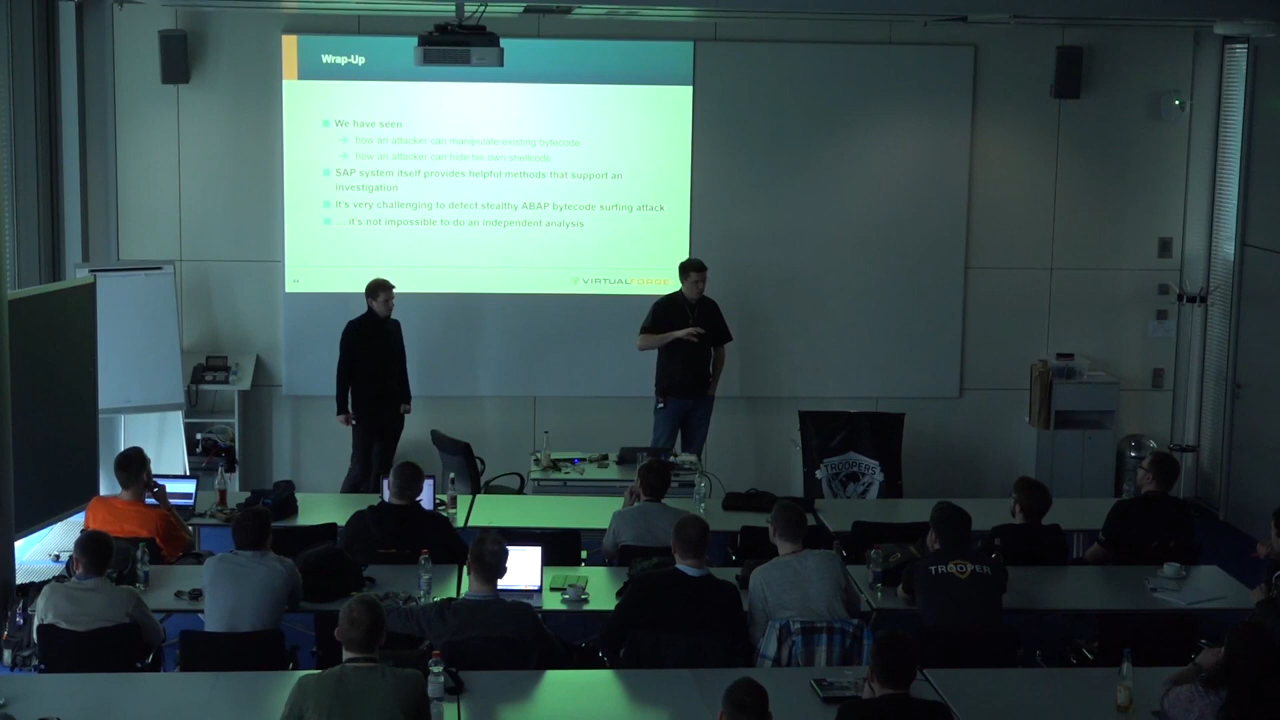 Wrap-Up
We have seen
how an attacker can manipulate existing bytecode
how an attacker can hide his own shellcode
SAP system itself provides helpful methods that support an
investigation
It's very challenging to detect stealthy ABAP bytecode surfing attack
... it's not impossible to do an independent analysis
VIRTUALFORGE
TROOPERS
TROOPER